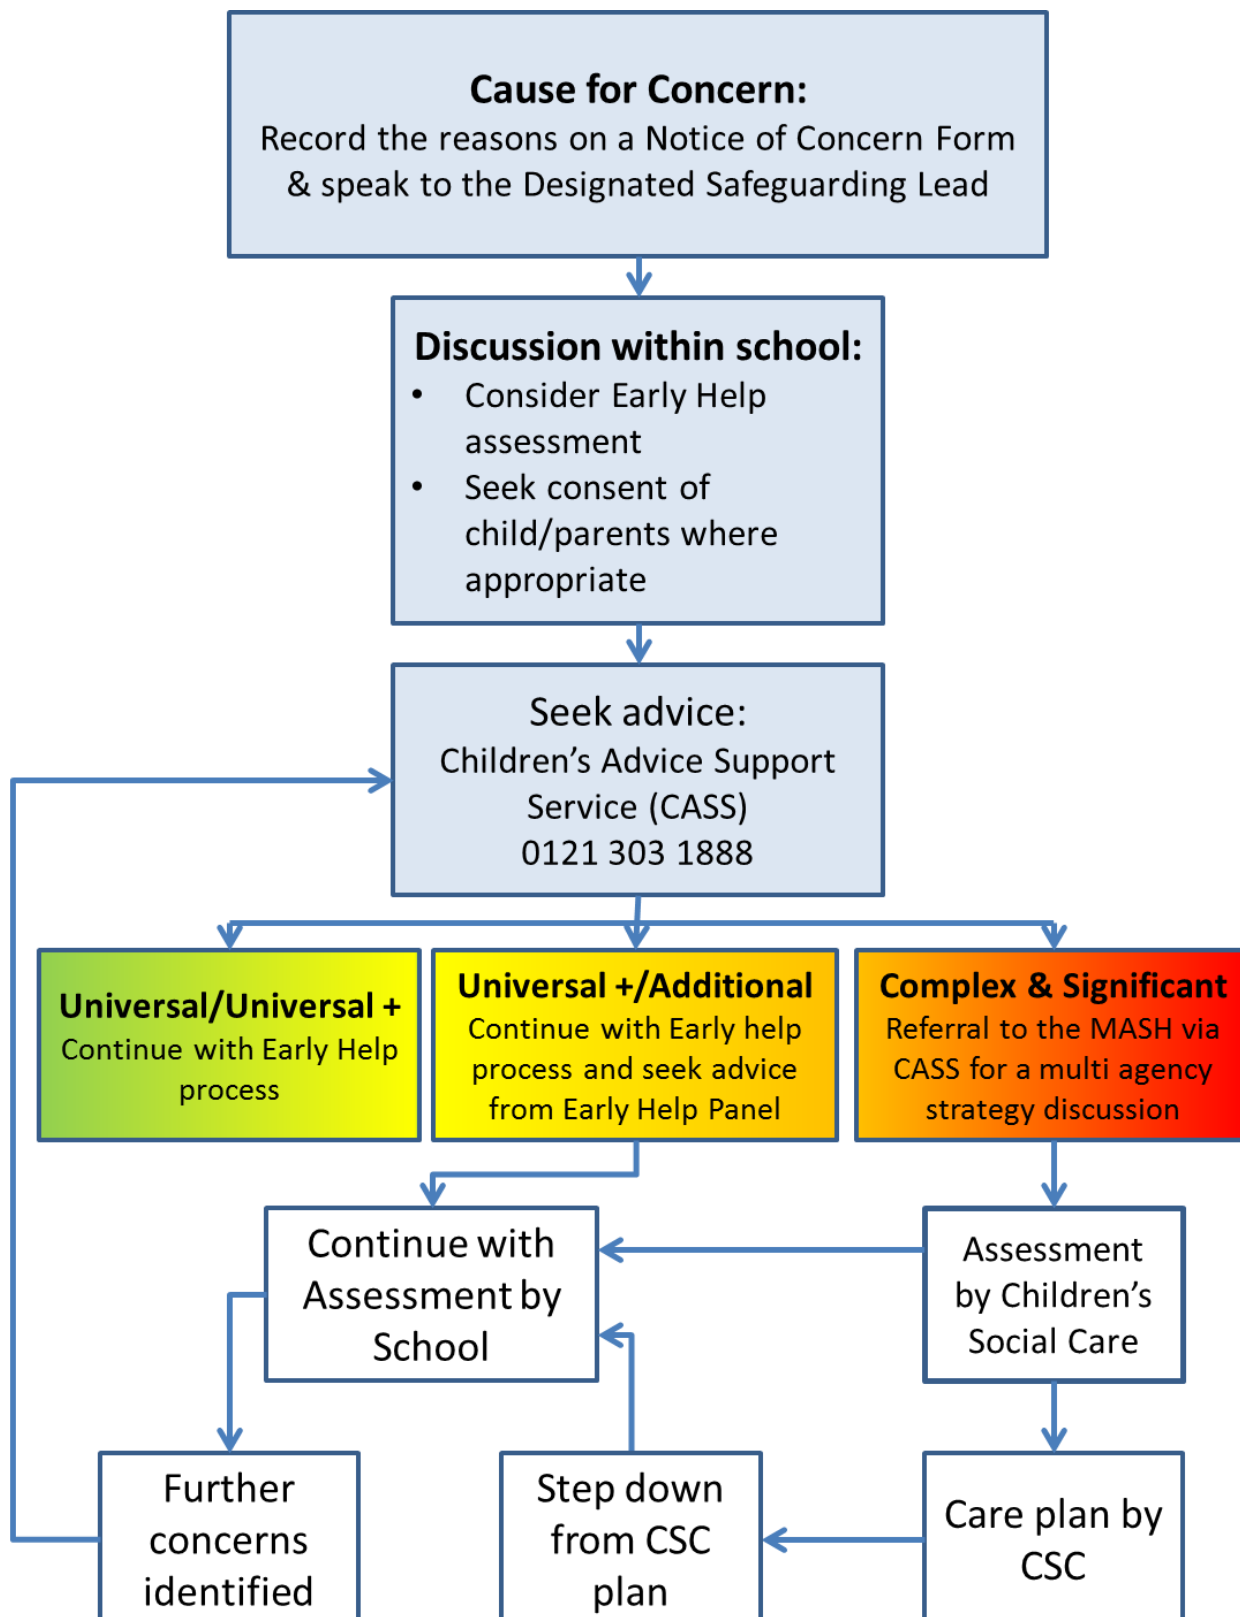 Cause for Concern:
Record the reasons on a Notice of Concern Form
& speak to the Designated Safeguarding Lead
Discussion within school:
• Consider Early Help
assessment
• Seek consent of
child/parents where
appropriate
Seek advice:
Children’s Advice Support
Service (CASS)
0121 303 1888
Universal/Universal +
Continue with Early Help
process
Universal +/Additional
Continue with Early help
process and seek advice
from Early Help Panel
Complex & Significant
Referral to the MASH via
CASS for a multi agency
strategy discussion
Continue with
Assessment by
School
Assessment
by Children’s
Social Care
Further
concerns
identified
Step down
from CSC
plan
Care plan by
CSC